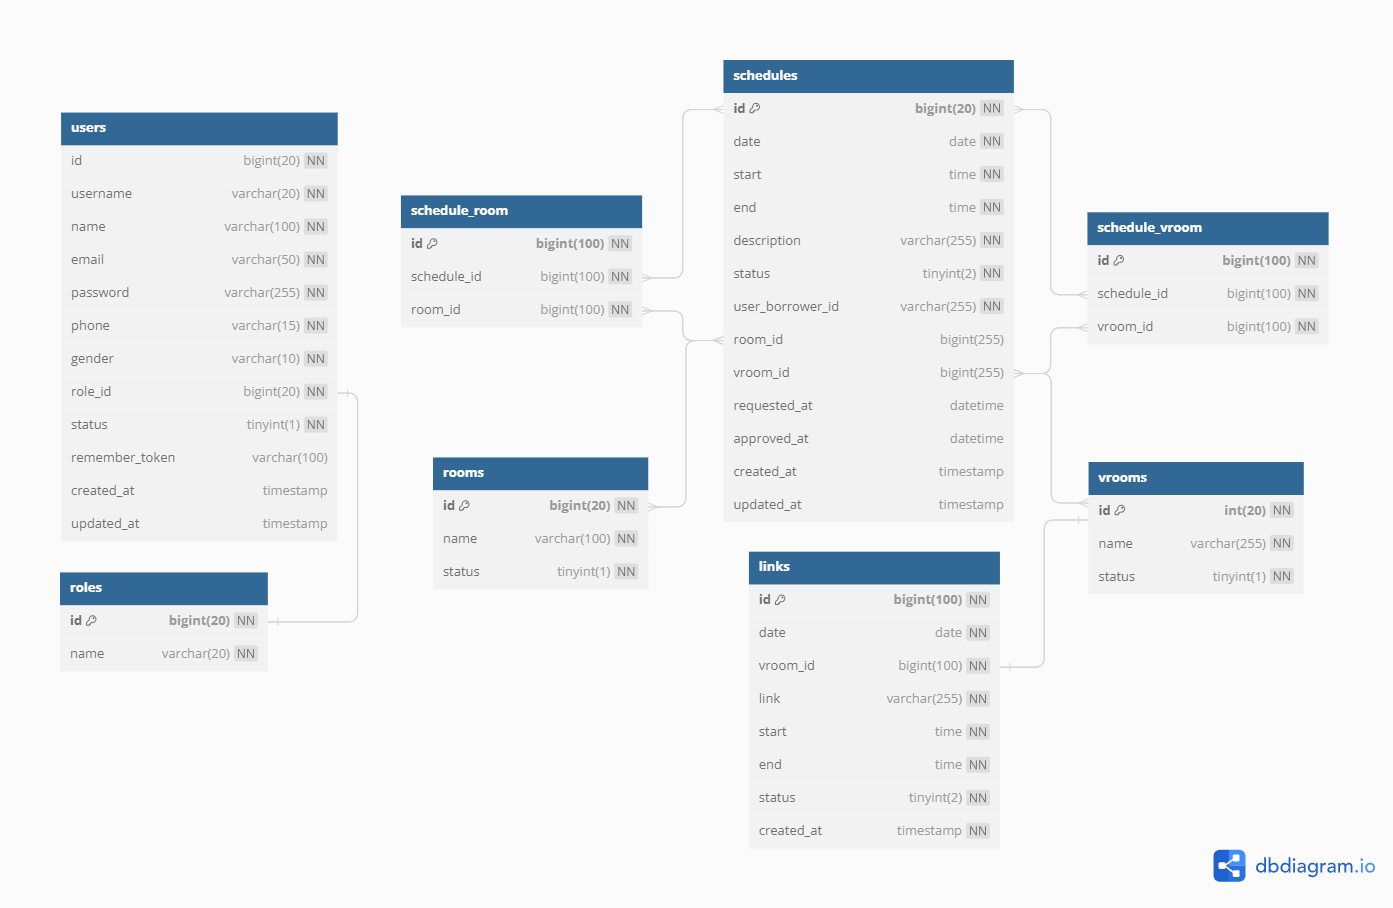 users
id bigint(20) NN
username varchar(20) NN
name varchar(100) NN
email varchar(50) NN
password varchar(255) NN
phone varchar(15) NN
gender varchar(10) NN
role_id bigint(20) NN
status tinyint(1) NN
remember_token varchar(100)
created_at timestamp
updated_at timestamp
roles
id bigint(20) NN
name varchar(20) NN
schedule_room
id bigint(100) NN
schedule_id bigint(100) NN
room_id bigint(100) NN
rooms
id bigint(20) NN
name varchar(100) NN
status tinyint(1) NN
schedules
id bigint(20) NN
date date NN
start time NN
end time NN
description varchar(255) NN
status tinyint(2) NN
user_borrower_id varchar(255) NN
room_id bigint(255)
vroom_id bigint(255)
requested_at datetime
approved_at datetime
created_at timestamp
updated_at timestamp
links
id bigint(100) NN
date date NN
vroom_id bigint(100) NN
link varchar(255) NN
start time NN
end time NN
status tinyint(2) NN
created_at timestamp NN
schedule_vroom
id bigint(100) NN
schedule_id bigint(100) NN
vroom_id bigint(100) NN
vrooms
id int(20) NN
name varchar(255) NN
status tinyint(1) NN
dbdiagram.io